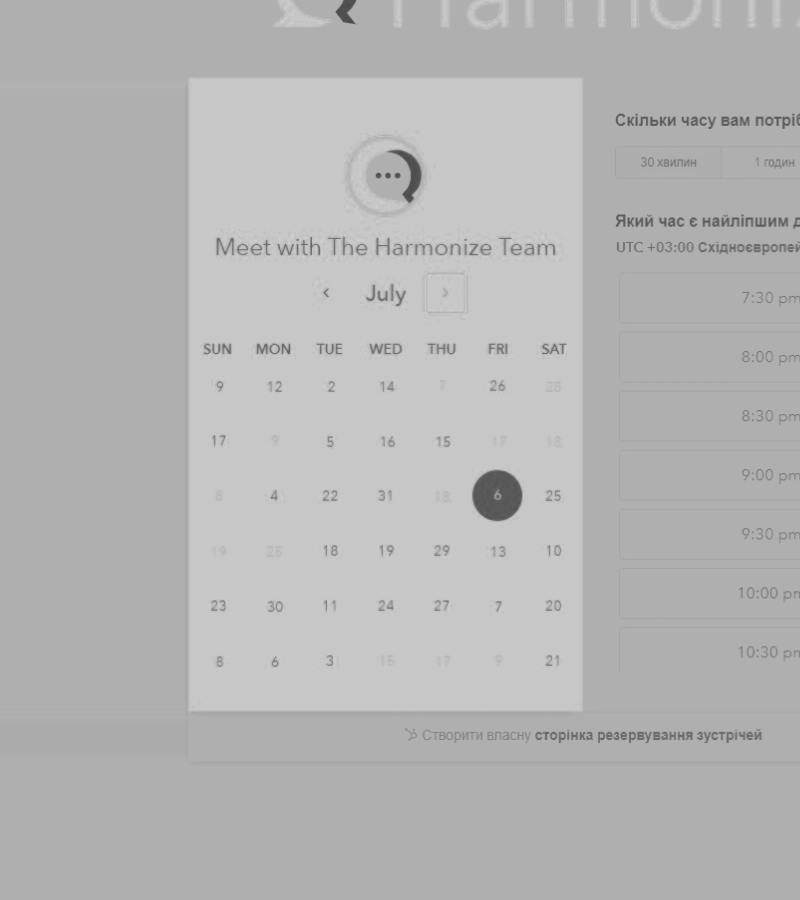 Harmoniz
Скільки часу вам потріб
30 хвилин 1 годин
Meet with The Harmonize Team
Який час є найліпшим д
UTC +03:00 Східноєвропей
July
7:30 pm
SUN MON TUE WED THU FRI SAT
8:00 pm
9 12 2 14 7 26 28
8:30 pm
17 9 5 16 15 17 18
9:00 pm
8 4 22 31 18 6 25
9:30 pm
19 25 18 19 29 13 10
10:00 pm
23 30 11 24 27 7 20
10:30 pm
8 6 3 15 17 9 21
Створити власну сторінка резервування зустрічей